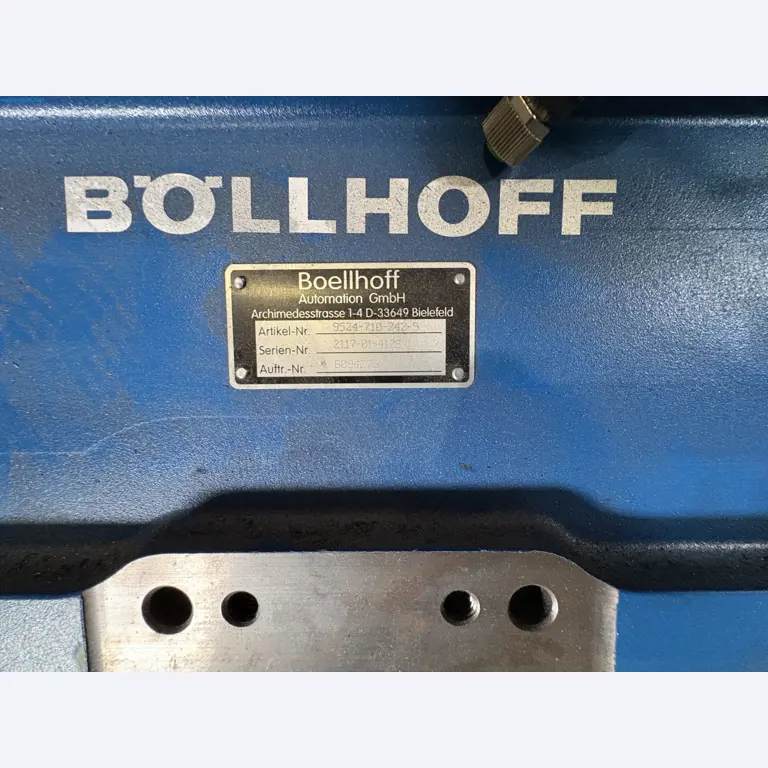 BÖLLHOFF
Boellhoff
Automation GmbH
Archimedesstrasse 1-4 D-33649 Bielefeld
Artikel-Nr. 9524-710-242-5
Serien-Nr.
Auftr.-Nr.